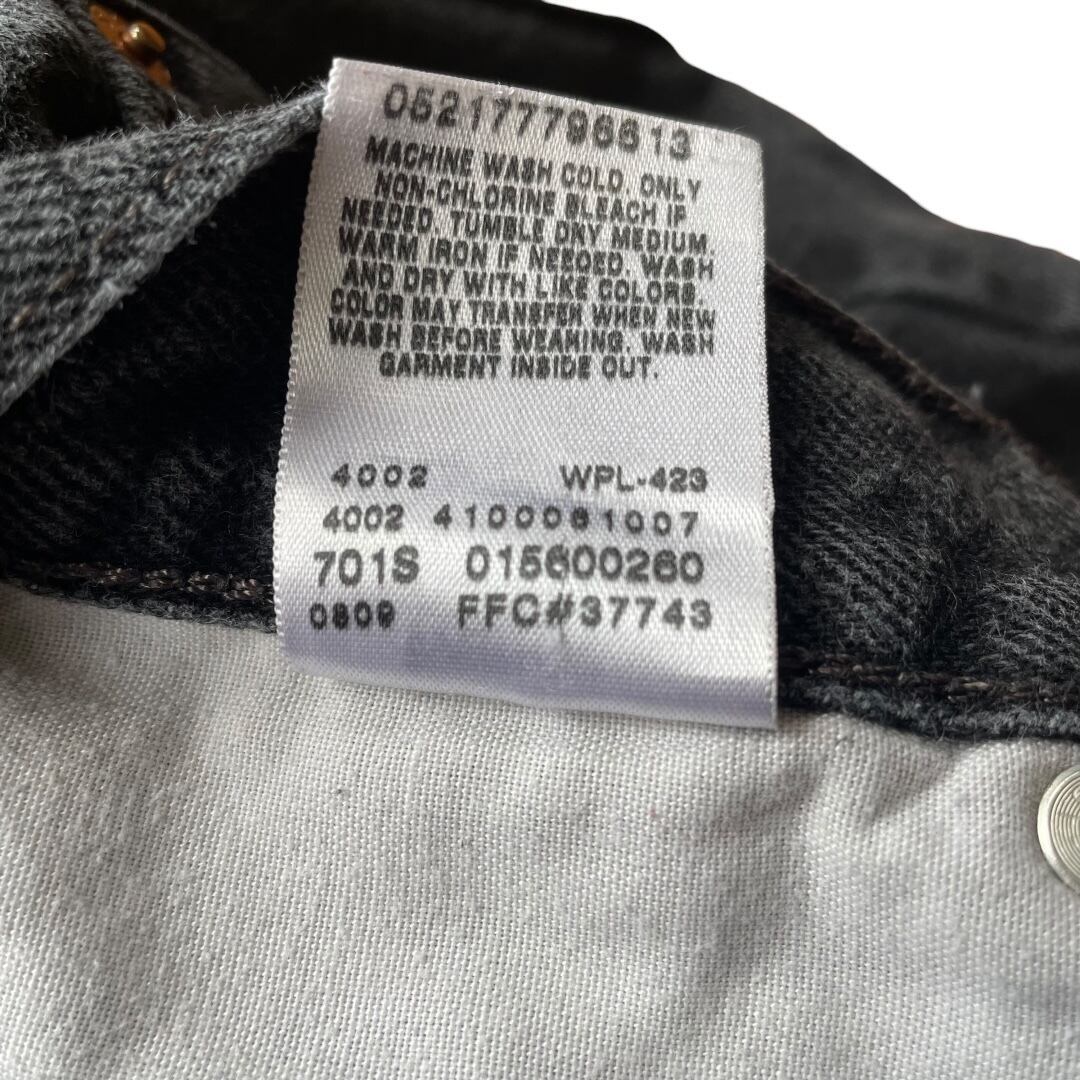 052177796613
MACHINE WASH COLD. ONLY
NON-CHLORINE BLEACH IF
NEEDED. TUMBLE DRY MEDIUM.
WARM IRON IF NEEDED. WASH
AND DRY WITH LIKE COLORS.
COLOR MAY TRANSFER WHEN NEW
WASH BEFORE WEARING. WASH
GARMENT INSIDE OUT.
4002 WPL-423
4002 4100061007
701S 015600260
0809 FFC#37743